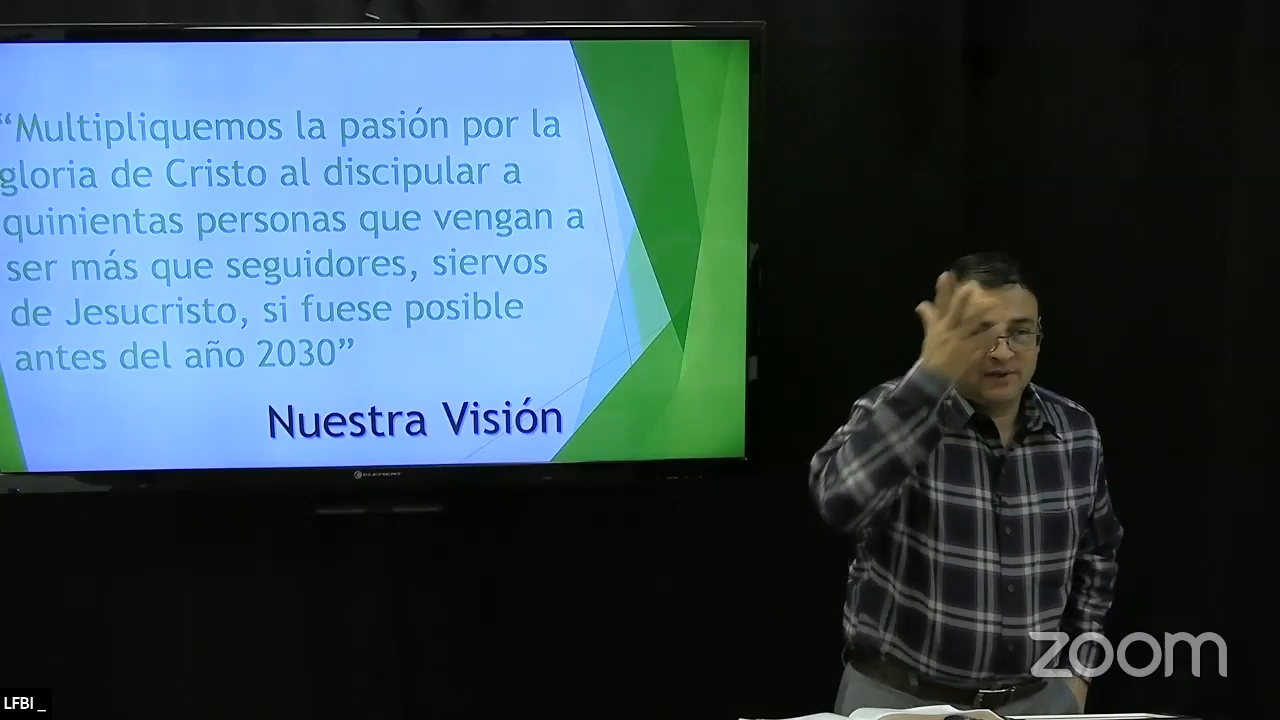 “Multipliquemos la pasión por la
gloria de Cristo al discipular a
quinientas personas que vengan a
ser más que seguidores, siervos
de Jesucristo, si fuese posible
antes del año 2030”
Nuestra Visión
ELEMENT
zoom
LFBI _